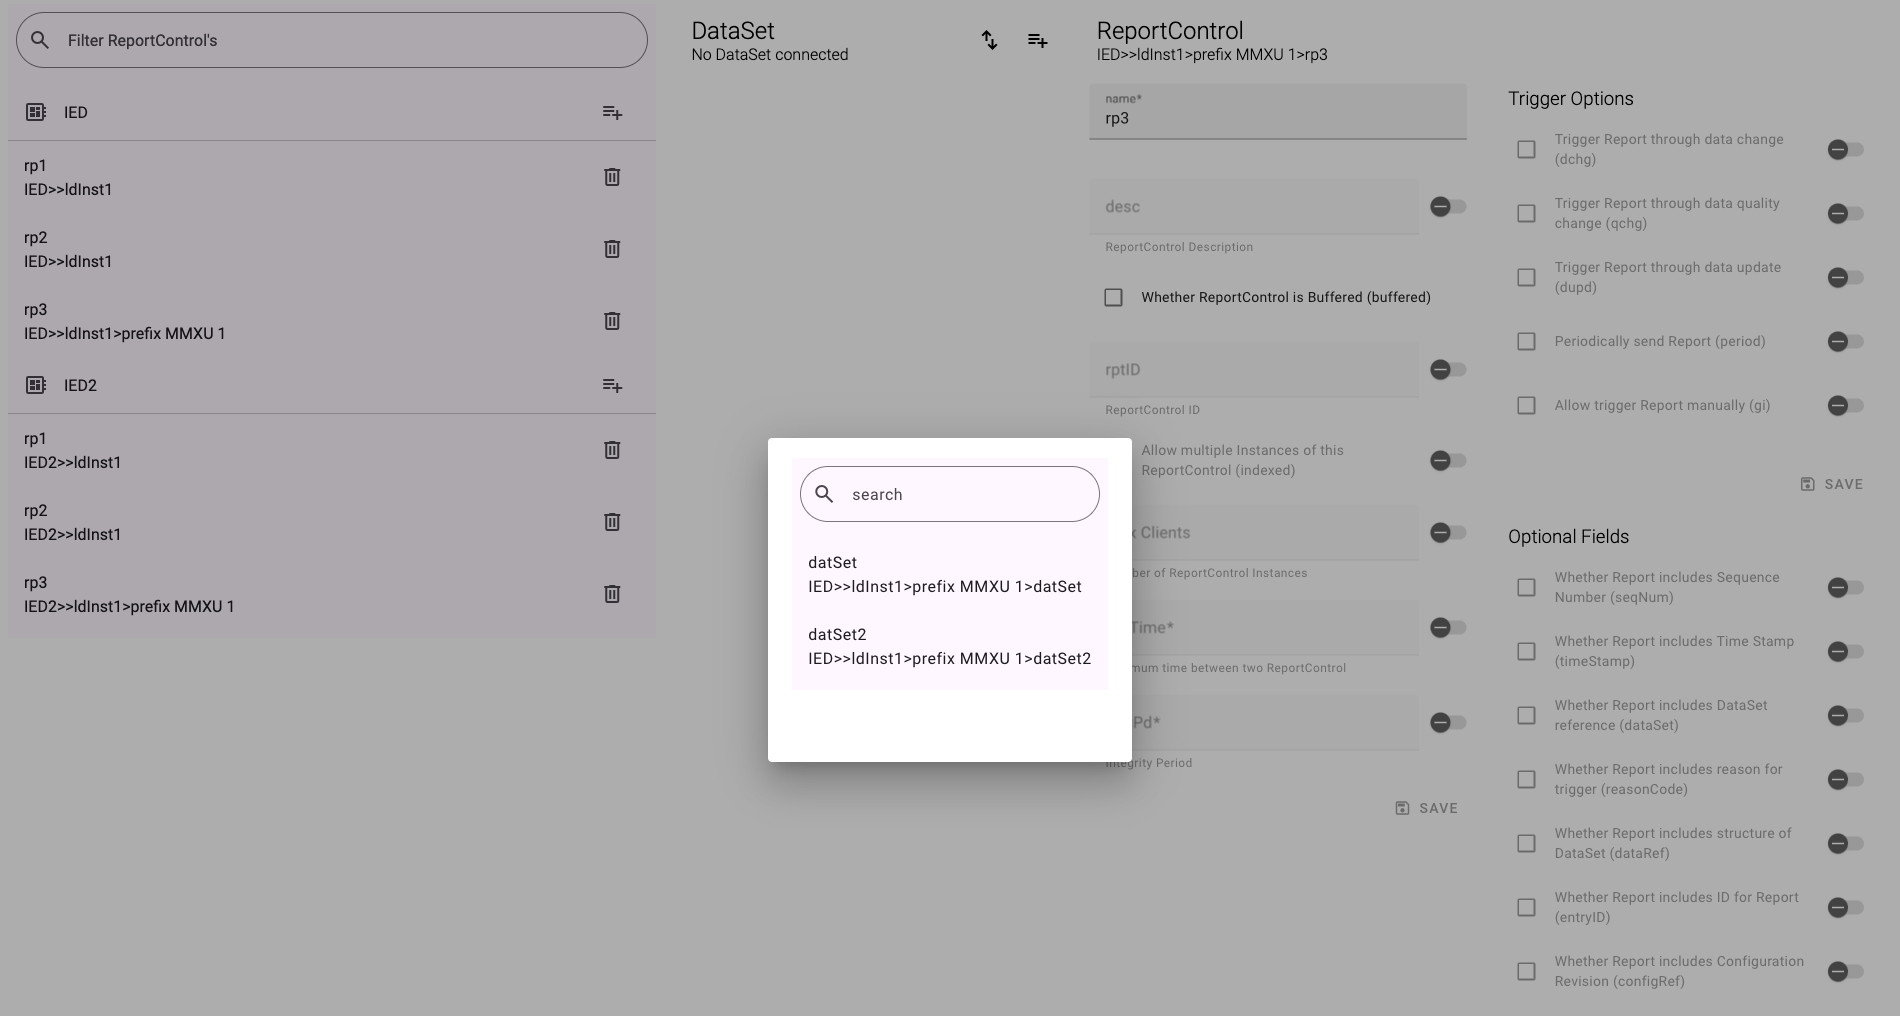 Filter ReportControl's
IED
rp1
IED>>ldInst1
rp2
IED>>ldInst1
rp3
IED>>ldInst1>prefix MMXU 1
IED2
rp1
IED2>>ldInst1
rp2
IED2>>ldInst1
rp3
IED2>>ldInst1>prefix MMXU 1
DataSet
No DataSet connected
search
datSet
IED>>ldInst1>prefix MMXU 1>datSet
datSet2
IED>>ldInst1>prefix MMXU 1>datSet2
ReportControl
IED>>ldInst1>prefix MMXU 1>rp3
name*
rp3
desc
ReportControl Description
Whether ReportControl is Buffered (buffered)
rptID
ReportControl ID
Allow multiple Instances of this
ReportControl (indexed)
Clients
of ReportControl Instances
Time*
time between two ReportControl
Pd*
Integrity Period
SAVE
Trigger Options
Trigger Report through data change
(dchg)
Trigger Report through data quality
change (qchg)
Trigger Report through data update
(dupd)
Periodically send Report (period)
Allow trigger Report manually (gi)
SAVE
Optional Fields
Whether Report includes Sequence
Number (seqNum)
Whether Report includes Time Stamp
(timeStamp)
Whether Report includes DataSet
reference (dataSet)
Whether Report includes reason for
trigger (reasonCode)
Whether Report includes structure of
DataSet (dataRef)
Whether Report includes ID for Report
(entryID)
Whether Report includes Configuration
Revision (configRef)